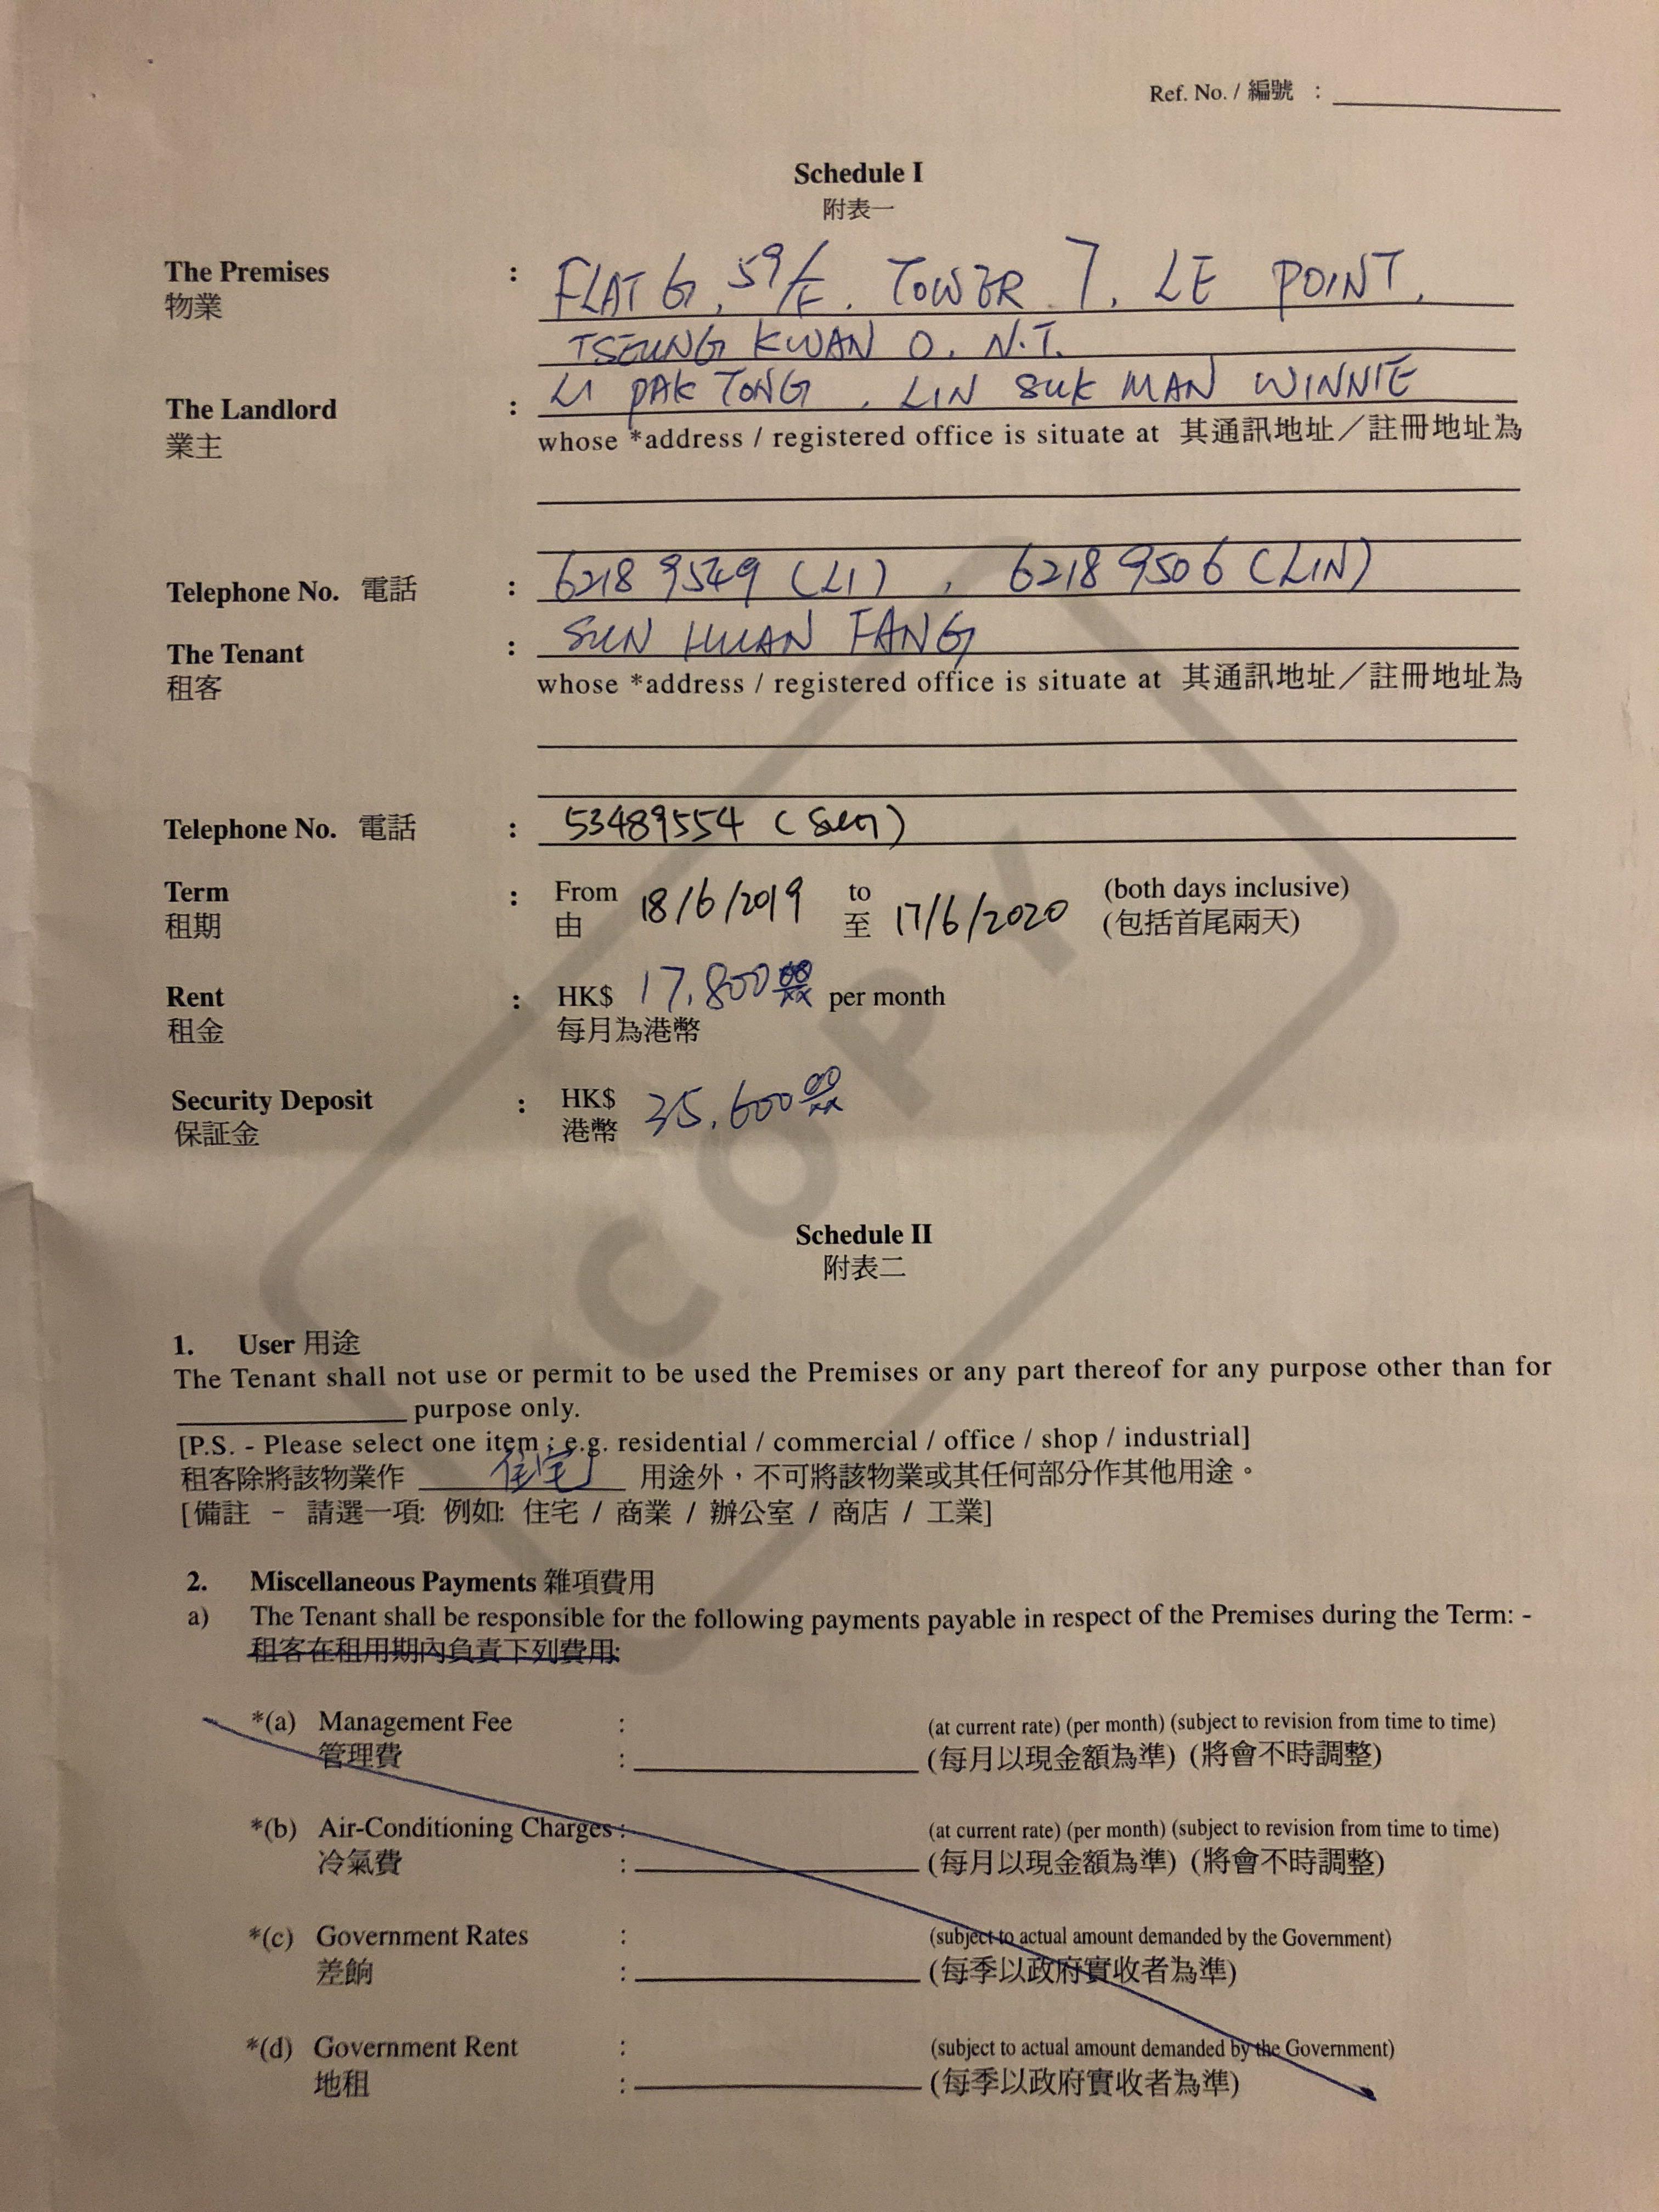 Ref. No. / 編號 :
Schedule I
附表一
The Premises : FLAT G, 59/F, TOWER 7, LE POINT,
物業
TSEUNG KWAN O, N.T.
The Landlord : LI PAK TONG, LIN SUK MAN WINNIE
業主
whose *address / registered office is situate at 其通訊地址／註冊地址為
Telephone No. 電話 : 6218 9549 (LI), 6218 9506 (LIN)
The Tenant : SUN HUAN FANG
租客
whose *address / registered office is situate at 其通訊地址／註冊地址為
Telephone No. 電話 : 53489554 (SUN)
Term : From 18/6/2019 to 17/6/2020 (both days inclusive)
租期 由 至 (包括首尾兩天)
Rent : HK$ 17,800 per month
租金 每月為港幣
Security Deposit : HK$ 35,600
保証金 港幣
COPY
Schedule II
附表二
1. User 用途
The Tenant shall not use or permit to be used the Premises or any part thereof for any purpose other than for
purpose only.
[P.S. - Please select one item ; e.g. residential / commercial / office / shop / industrial]
租客除將該物業作 住宅 用途外，不可將該物業或其任何部分作其他用途。
[備註 - 請選一項: 例如: 住宅 / 商業 / 辦公室 / 商店 / 工業]
2. Miscellaneous Payments 雜項費用
a) The Tenant shall be responsible for the following payments payable in respect of the Premises during the Term: -
租客在租用期內負責下列費用:
*(a) Management Fee : (at current rate) (per month) (subject to revision from time to time)
管理費 : (每月以現金額為準) (將會不時調整)
*(b) Air-Conditioning Charges : (at current rate) (per month) (subject to revision from time to time)
冷氣費 : (每月以現金額為準) (將會不時調整)
*(c) Government Rates : (subject to actual amount demanded by the Government)
差餉 : (每季以政府實收者為準)
*(d) Government Rent : (subject to actual amount demanded by the Government)
地租 : (每季以政府實收者為準)